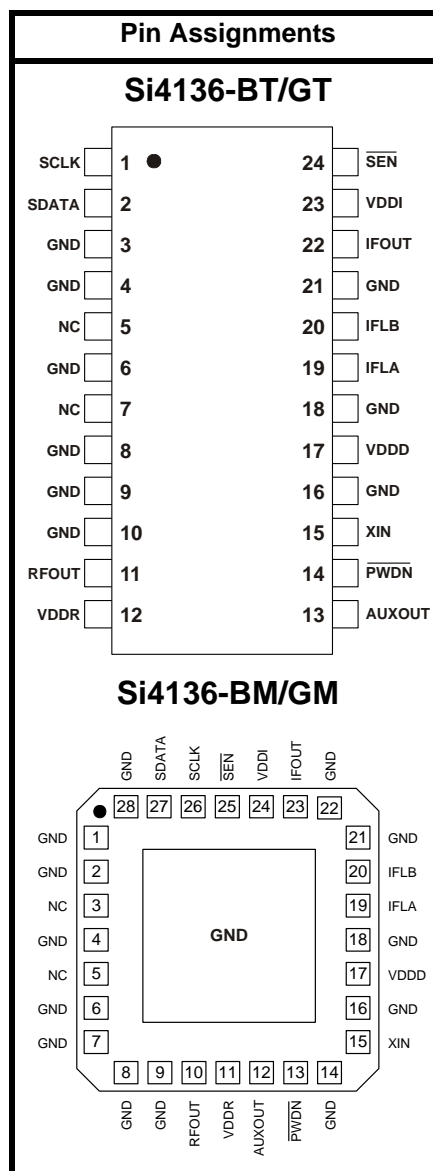 Pin Assignments
Si4136-BT/GT
SCLK 1 24 SEN
SDATA 2 23 VDDI
GND 3 22 IFOUT
GND 4 21 GND
NC 5 20 IFLB
GND 6 19 IFLA
NC 7 18 GND
GND 8 17 VDDD
GND 9 16 GND
GND 10 15 XIN
RFOUT 11 14 PWDN
VDDR 12 13 AUXOUT
Si4136-BM/GM
GND SDATA SCLK SEN VDDI IFOUT GND
28 27 26 25 24 23 22
GND 1 21 GND
GND 2 20 IFLB
NC 3 19 IFLA
GND 4 GND 18 GND
NC 5 17 VDDD
GND 6 16 GND
GND 7 15 XIN
8 9 10 11 12 13 14
GND GND RFOUT VDDR AUXOUT PWDN GND